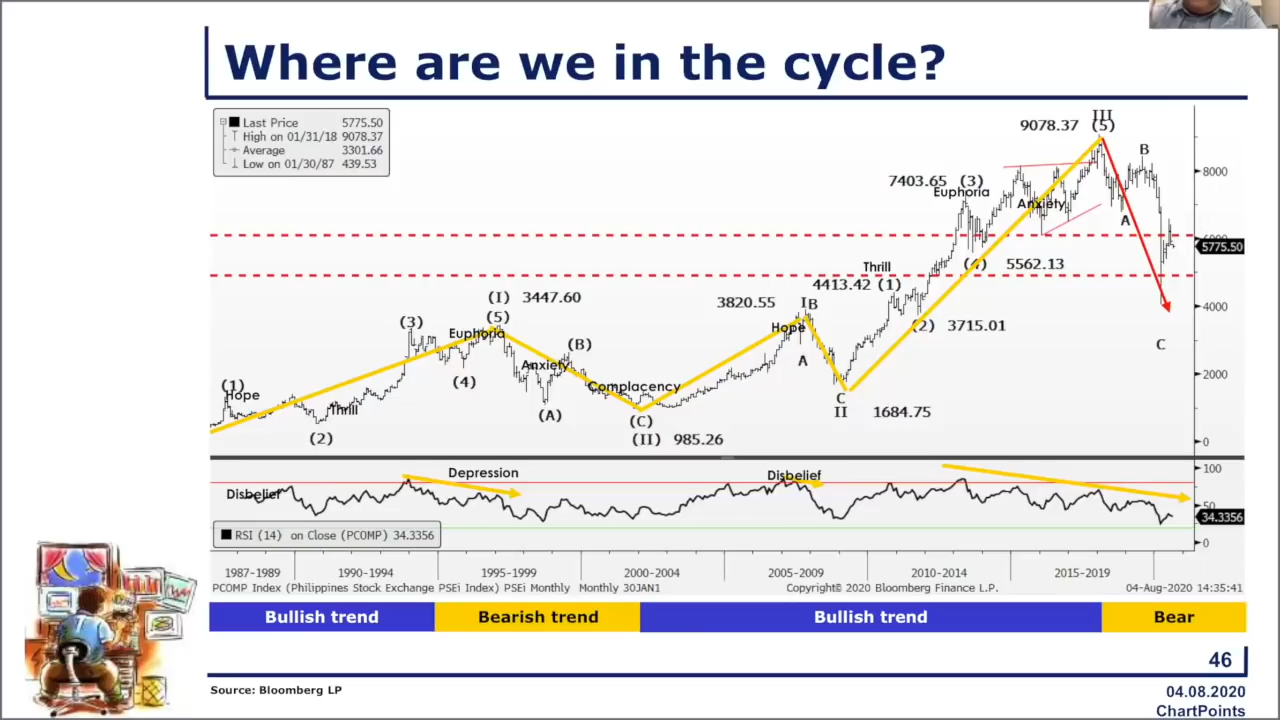 Where are we in the cycle?
Last Price 5775.50
High on 01/31/18 9078.37
Average 3301.66
Low on 01/30/87 439.53
III
9078.37 (5)
B
8000
7403.65 (3)
Euphoria
Anxiety
A
6000
5775.50
(4) 5562.13
Thrill
4413.42 (1)
(I) 3447.60
3820.55 I B
4000
(5)
(3)
Hope
(2) 3715.01
Euphoria
(B)
C
Anxiety
A
(4)
2000
(1)
Complacency
Hope
C
Thrill
(A)
II 1684.75
(C)
(2)
(II) 985.26
0
100
Depression
Disbelief
Disbelief
50
34.3356
RSI (14) on Close (PCOMP) 34.3356
0
1987-1989 1990-1994 1995-1999 2000-2004 2005-2009 2010-2014 2015-2019
PCOMP Index (Philippines Stock Exchange PSEi Index) PSEi Monthly Monthly 30JAN1 Copyright© 2020 Bloomberg Finance L.P. 04-Aug-2020 14:35:41
Bullish trend Bearish trend Bullish trend Bear
46
Source: Bloomberg LP
04.08.2020
ChartPoints